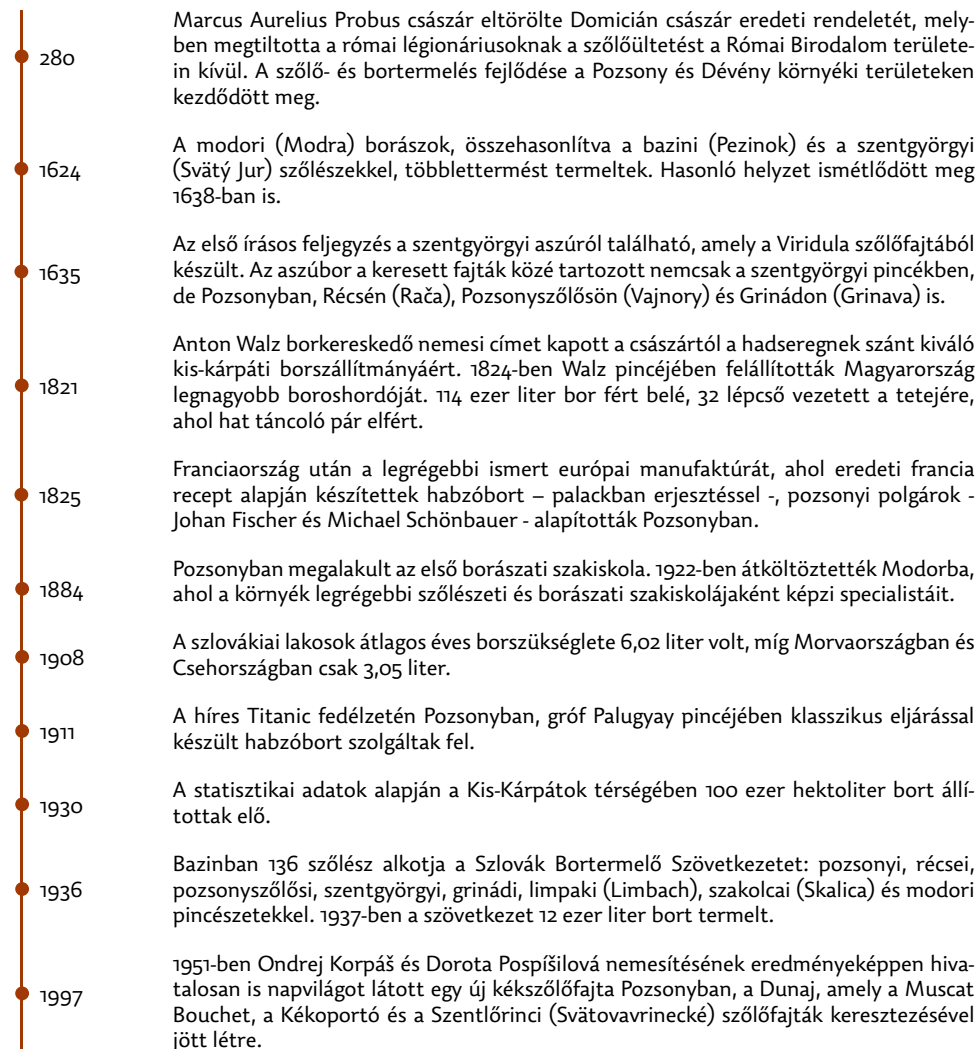 280
Marcus Aurelius Probus császár eltörölte Domicián császár eredeti rendeletét, mely-
ben megtiltotta a római légionáriusoknak a szőlőültetést a Római Birodalom területe-
in kívül. A szőlő- és bortermelés fejlődése a Pozsony és Dévény környéki területeken
kezdődött meg.
1624
A modori (Modra) borászok, összehasonlítva a bazini (Pezinok) és a szentgyörgyi
(Svätý Jur) szőlészekkel, többlettermést termeltek. Hasonló helyzet ismétlődött meg
1638-ban is.
1635
Az első írásos feljegyzés a szentgyörgyi aszúról található, amely a Viridula szőlőfajtából
készült. Az aszúbor a keresett fajták közé tartozott nemcsak a szentgyörgyi pincékben,
de Pozsonyban, Récsén (Rača), Pozsonyszőlősön (Vajnory) és Grinádon (Grinava) is.
1821
Anton Walz borkereskedő nemesi címet kapott a császártól a hadseregnek szánt kiváló
kis-kárpáti borszállítmányáért. 1824-ben Walz pincéjében felállították Magyarország
legnagyobb boroshordóját. 114 ezer liter bor fért belé, 32 lépcső vezetett a tetejére,
ahol hat táncoló pár elfért.
1825
Franciaország után a legrégebbi ismert európai manufaktúrát, ahol eredeti francia
recept alapján készítettek habzóbort – palackban erjesztéssel -, pozsonyi polgárok -
Johan Fischer és Michael Schönbauer - alapították Pozsonyban.
1884
Pozsonyban megalakult az első borászati szakiskola. 1922-ben átköltöztették Modorba,
ahol a környék legrégebbi szőlészeti és borászati szakiskolájaként képzi specialistáit.
1908
A szlovákiai lakosok átlagos éves borszükséglete 6,02 liter volt, míg Morvaországban és
Csehországban csak 3,05 liter.
1911
A híres Titanic fedélzetén Pozsonyban, gróf Palugyay pincéjében klasszikus eljárással
készült habzóbort szolgáltak fel.
1930
A statisztikai adatok alapján a Kis-Kárpátok térségében 100 ezer hektoliter bort állí-
tottak elő.
1936
Bazinban 136 szőlész alkotja a Szlovák Bortermelő Szövetkezetet: pozsonyi, récsei,
pozsonyszőlősi, szentgyörgyi, grinádi, limpaki (Limbach), szakolcai (Skalica) és modori
pincészetekkel. 1937-ben a szövetkezet 12 ezer liter bort termelt.
1997
1951-ben Ondrej Korpáš és Dorota Pospíšilová nemesítésének eredményeképpen hiva-
talosan is napvilágot látott egy új kékszőlőfajta Pozsonyban, a Dunaj, amely a Muscat
Bouchet, a Kékoportó és a Szentlőrinci (Svätovavrinecké) szőlőfajták keresztezésével
jött létre.